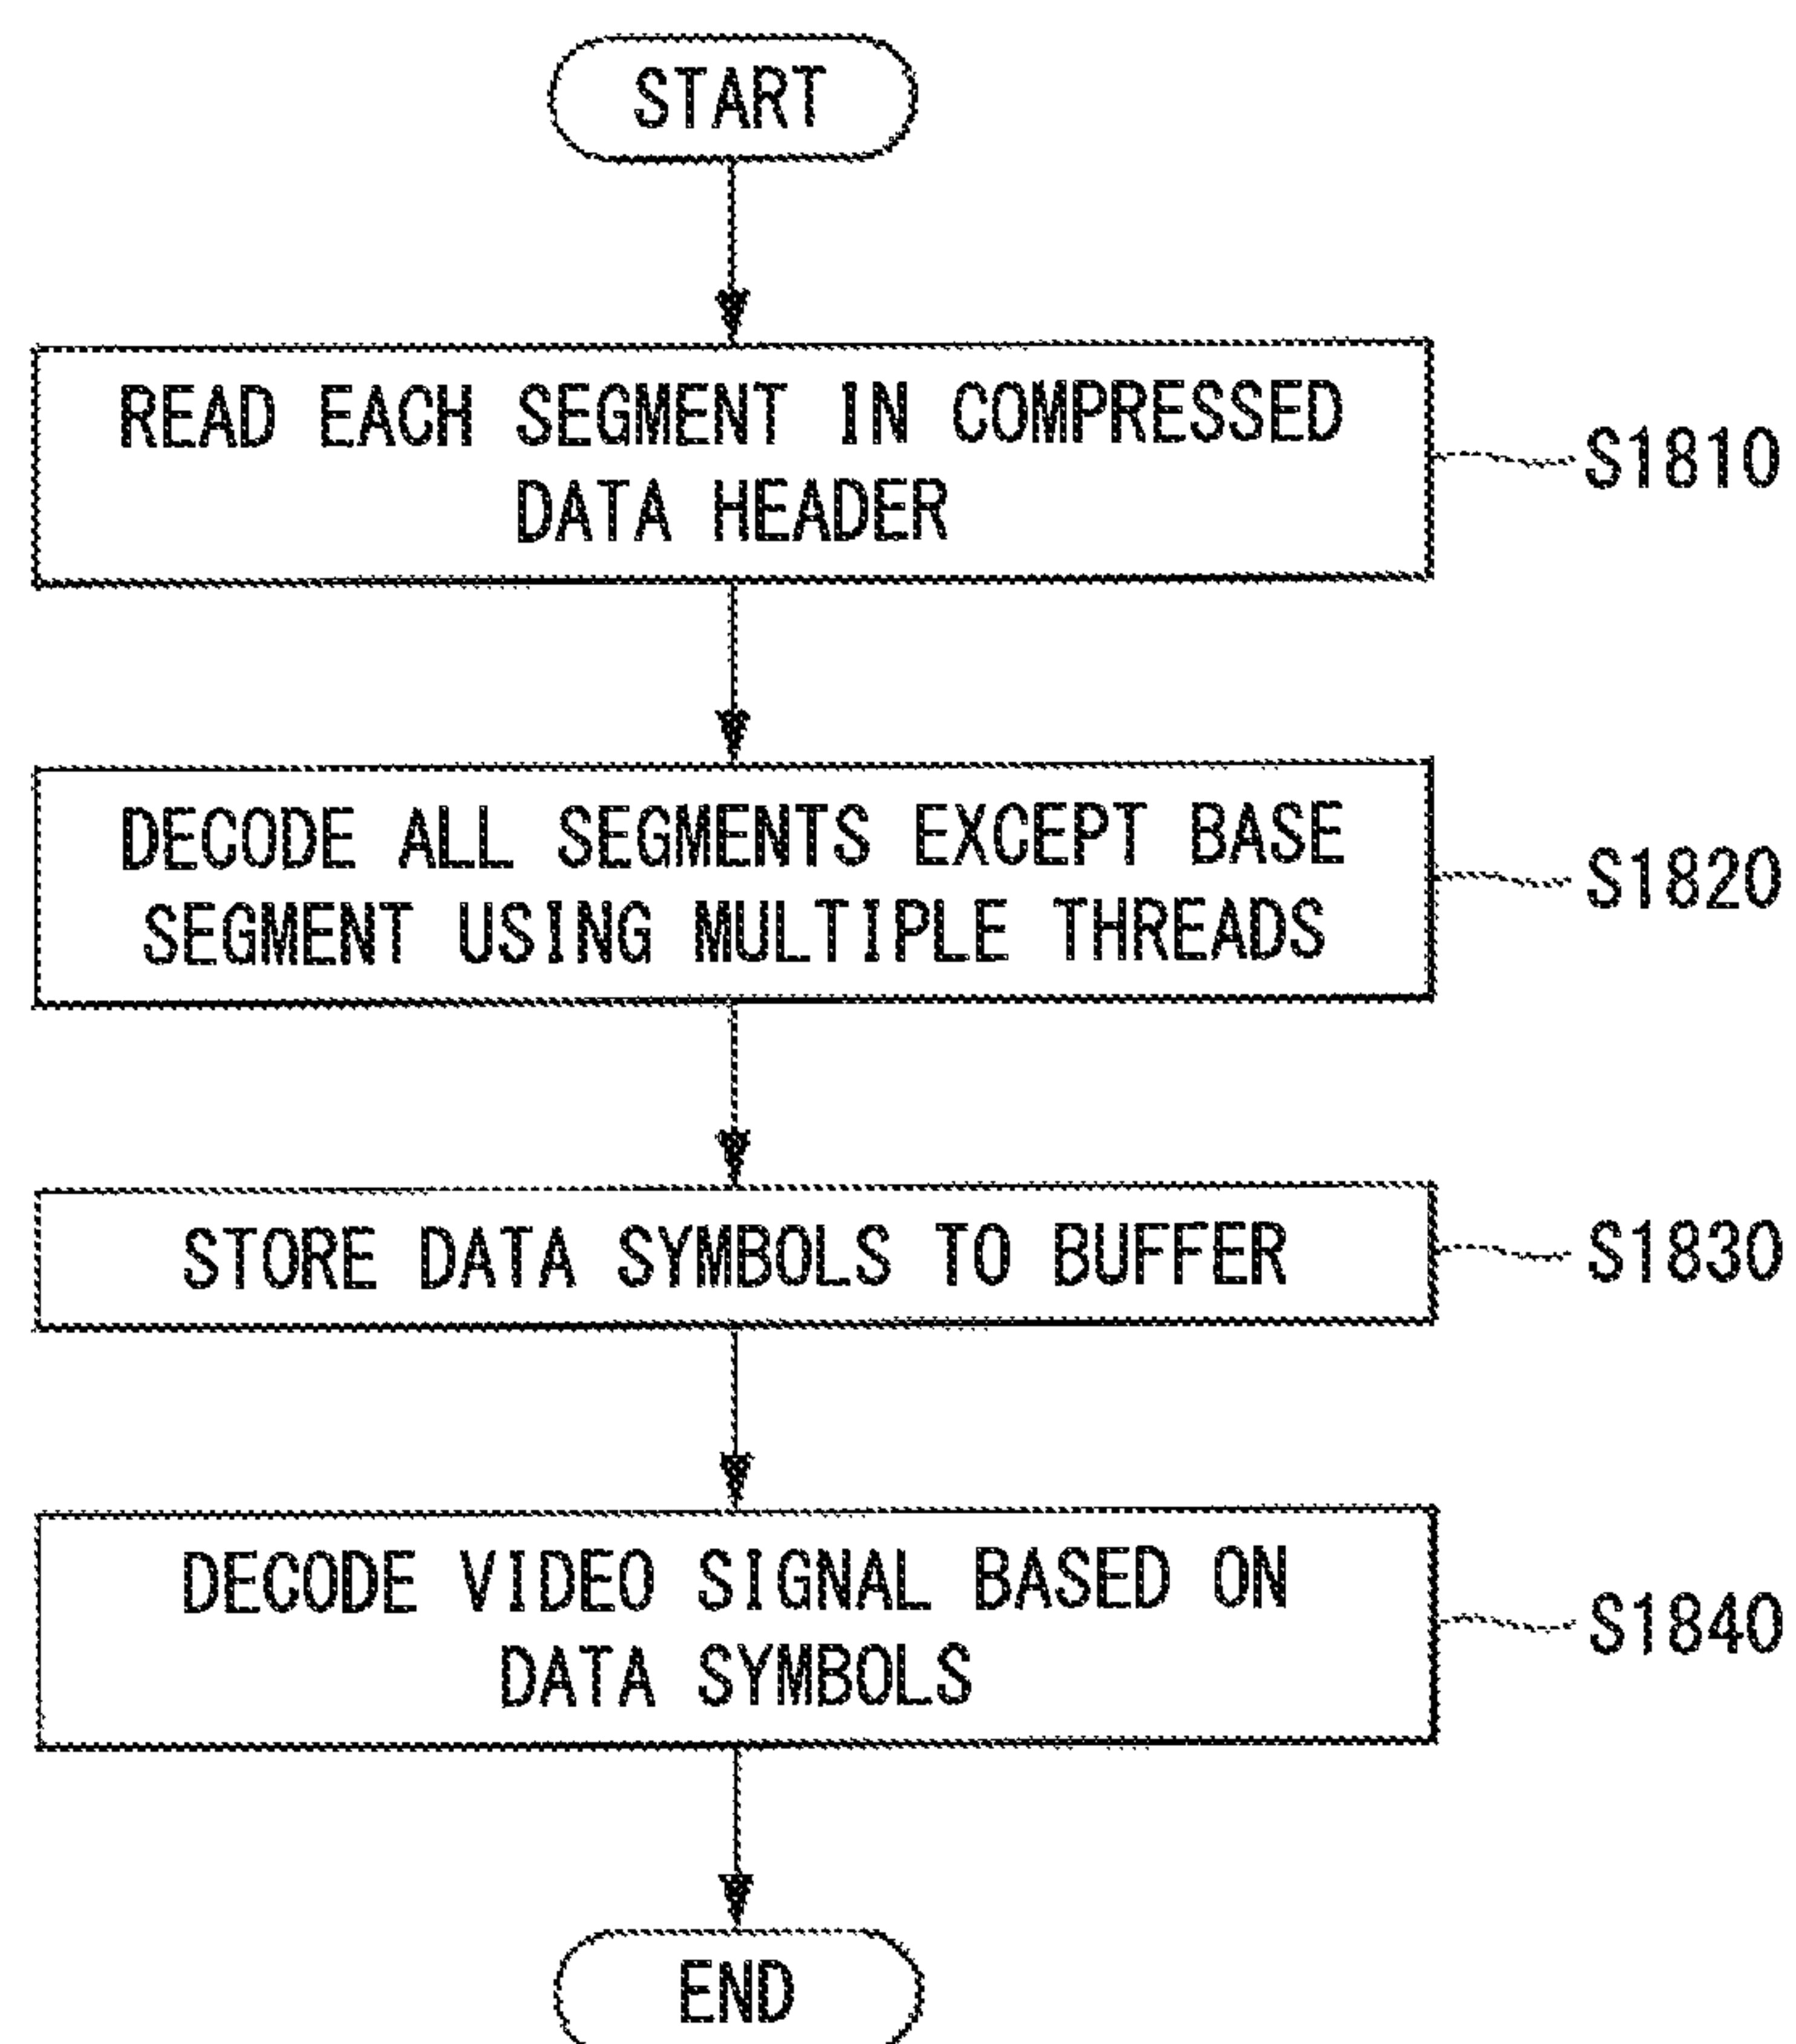 START
READ EACH SEGMENT IN COMPRESSED
DATA HEADER
S1810
DECODE ALL SEGMENTS EXCEPT BASE
SEGMENT USING MULTIPLE THREADS
S1820
STORE DATA SYMBOLS TO BUFFER
S1830
DECODE VIDEO SIGNAL BASED ON
DATA SYMBOLS
S1840
END